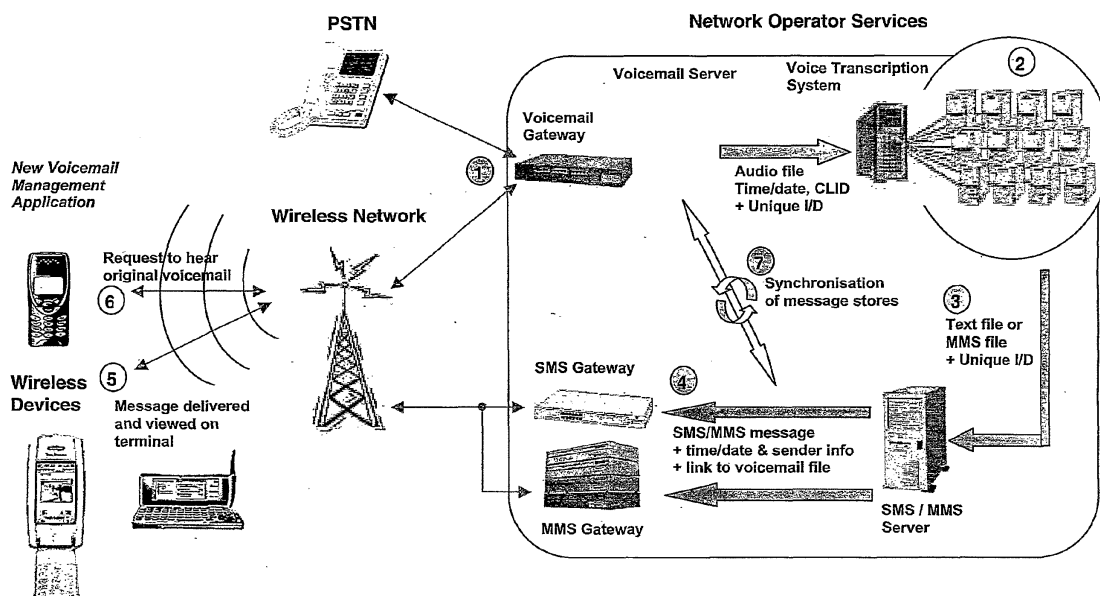 PSTN
Network Operator Services
Voicemail Server
Voice Transcription
System
2
Voicemail
Gateway
1
Audio file
Time/date, CLID
+ Unique I/D
New Voicemail
Management
Application
Wireless Network
Request to hear
original voicemail
6
7
Synchronisation
of message stores
3
Text file or
MMS file
+ Unique I/D
Wireless
Devices
5
Message delivered
and viewed on
terminal
SMS Gateway
4
SMS/MMS message
+ time/date & sender info
+ link to voicemail file
MMS Gateway
SMS / MMS
Server